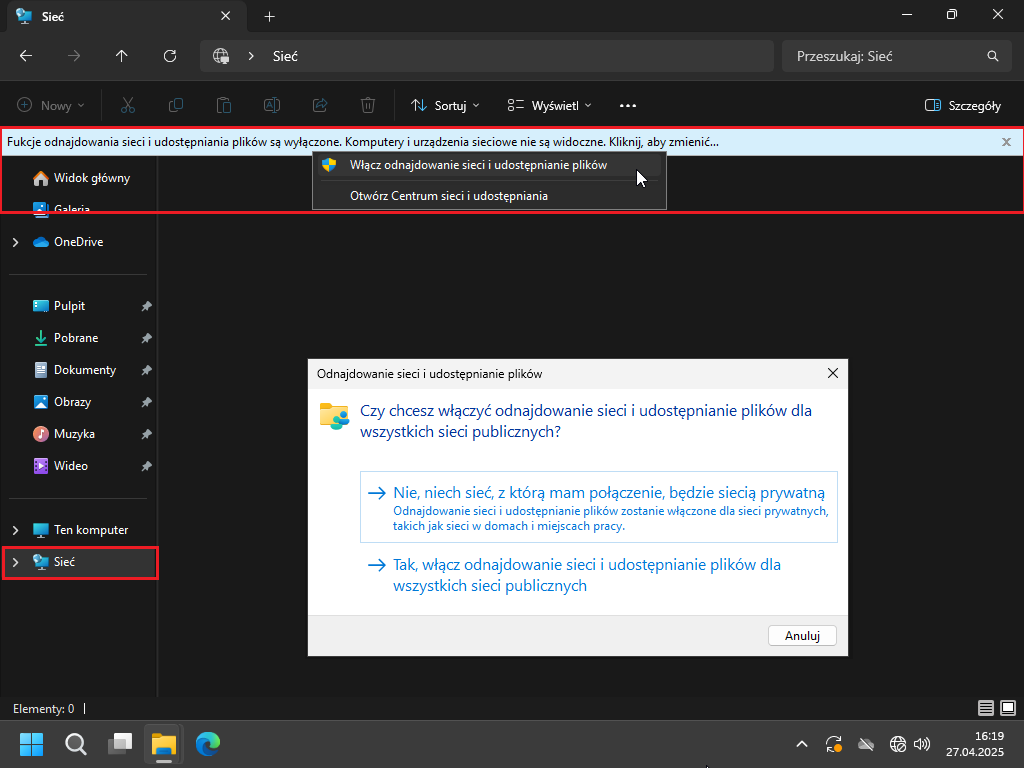 Sieć
Sieć
Przeszukaj: Sieć
Nowy
Sortuj
Wyświetl
Szczegóły
Fukcje odnajdowania sieci i udostępniania plików są wyłączone. Komputery i urządzenia sieciowe nie są widoczne. Kliknij, aby zmienić...
Włącz odnajdowanie sieci i udostępnianie plików
Otwórz Centrum sieci i udostępniania
Widok główny
Galeria
OneDrive
Pulpit
Pobrane
Dokumenty
Obrazy
Muzyka
Wideo
Ten komputer
Sieć
Odnajdowanie sieci i udostępnianie plików
Czy chcesz włączyć odnajdowanie sieci i udostępnianie plików dla
wszystkich sieci publicznych?
Nie, niech sieć, z którą mam połączenie, będzie siecią prywatną
Odnajdowanie sieci i udostępnianie plików zostanie włączone dla sieci prywatnych,
takich jak sieci w domach i miejscach pracy.
Tak, włącz odnajdowanie sieci i udostępnianie plików dla
wszystkich sieci publicznych
Anuluj
Elementy: 0
16:19
27.04.2025